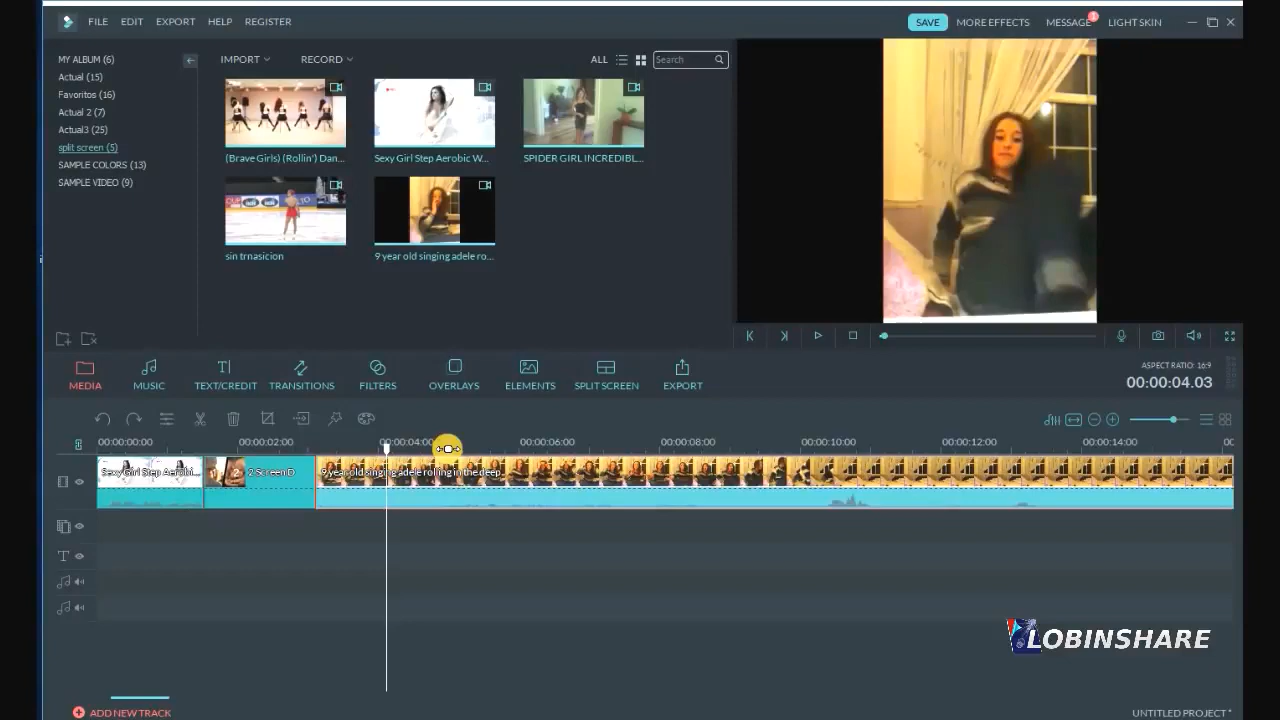 FILE EDIT EXPORT HELP REGISTER SAVE MORE EFFECTS MESSAGE 1 LIGHT SKIN
MY ALBUM (6)
Actual (15)
Favoritos (16)
Actual 2 (7)
Actual3 (25)
split screen (5)
SAMPLE COLORS (13)
SAMPLE VIDEO (9)
IMPORT RECORD ALL Search
(Brave Girls) (Rollin') Dan... Sexy Girl Step Aerobic W... SPIDER GIRL INCREDIBL...
sin trnasicion 9 year old singing adele ro...
MEDIA MUSIC TEXT/CREDIT TRANSITIONS FILTERS OVERLAYS ELEMENTS SPLIT SCREEN EXPORT
ASPECT RATIO: 16:9
00:00:04.03
00:00:00:00 00:00:02:00 00:00:04:00 00:00:06:00 00:00:08:00 00:00:10:00 00:00:12:00 00:00:14:00 00
Sexy Girl Step Aerobi... 2 Screen D 9 year old singing adele rolling in the deep
T
LOBINSHARE
ADD NEW TRACK UNTITLED PROJECT *